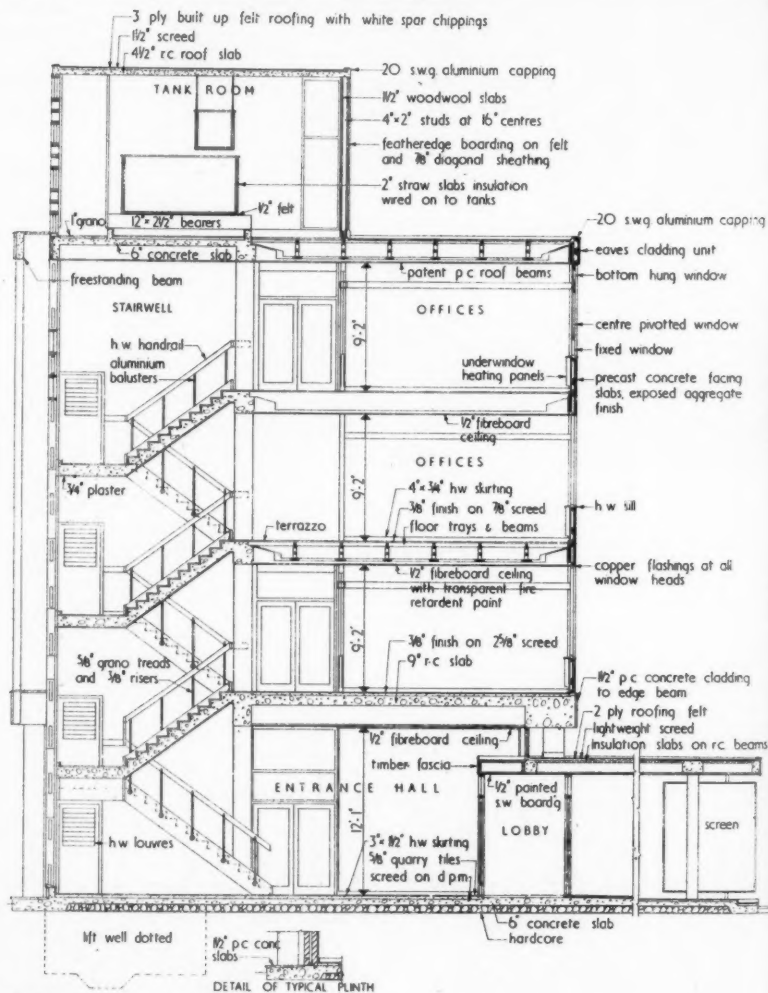 3 ply built up felt roofing with white spar chippings
1½" screed
4½" r.c roof slab
TANK ROOM
20 s.w.g. aluminium capping
1½" woodwool slabs
4"×2" studs at 16" centres
featheredge boarding on felt
and ⅞" diagonal sheathing
2" straw slabs insulation
wired on to tanks
½" felt
1" grano
12"×2½" bearers
6" concrete slab
20 s.w.g. aluminium capping
eaves cladding unit
freestanding beam
patent p.c roof beams
bottom hung window
STAIRWELL
OFFICES
9'-2"
centre pivotted window
h.w handrail
aluminium
balusters
underwindow
heating panels
fixed window
precast concrete facing
slabs, exposed aggregate
finish
½" fibreboard
ceiling
OFFICES
9'-2"
¾" plaster
4"×¾" hw skirting
⅜" finish on ⅞" screed
floor trays & beams
h.w sill
terrazzo
½" fibreboard ceiling
with transparent fire
retardent paint
copper flashings at all
window heads
9'-2"
⅜" finish on 2⅝" screed
9" r.c slab
⅝" grano treads
and ⅜" risers
1½" p c concrete cladding
to edge beam
2 ply roofing felt
lightweight screed
insulation slabs on rc beams
½" fibreboard ceiling
timber fascia
ENTRANCE HALL
½" painted
s.w board'g
LOBBY
screen
12'-1"
h w louvres
3"×1½" hw skirting
⅝" quarry tiles
screed on d p m
6" concrete slab
hardcore
lift well dotted
1½" p c conc
slabs
DETAIL OF TYPICAL PLINTH